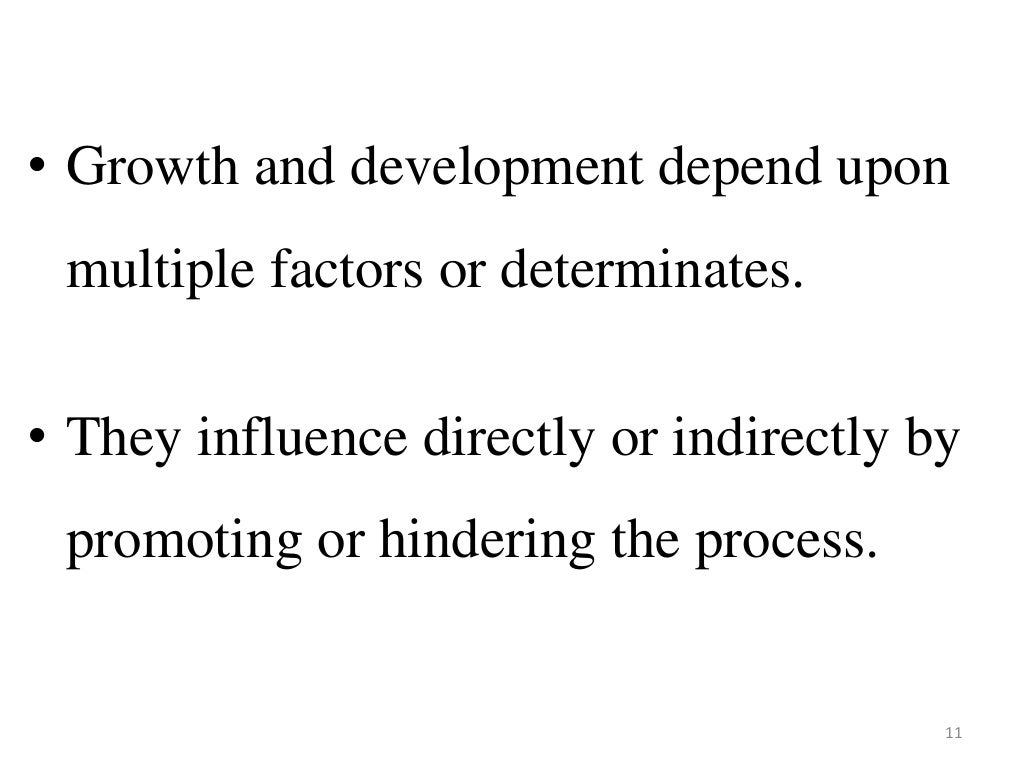 • Growth and development depend upon
multiple factors or determinates.
• They influence directly or indirectly by
promoting or hindering the process.
11